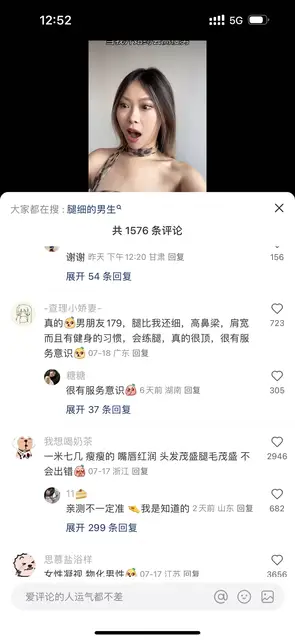 12:52
5G
大家都在搜：腿细的男生
共 1576 条评论
谢谢 昨天 下午 12:20 甘肃 回复
156
展开 54 条回复
-查理小娇妻-
真的男朋友 179，腿比我还细，高鼻梁，肩宽
而且有健身的习惯，会练腿，真的很顶，很有服
务意识 07-18 广东 回复
723
糖糖
很有服务意识 6天前 湖南 回复
305
展开 37 条回复
我想喝奶茶
一米七几 瘦瘦的 嘴唇红润 头发茂盛腿毛茂盛 不
会出错 07-17 浙江 回复
2946
11
亲测不一定准 我是知道的 2天前 山东 回复
682
展开 299 条回复
思慕盐浴样
女性凝视 物化男性 07-17 江苏 回复
3656
爱评论的人运气都不差